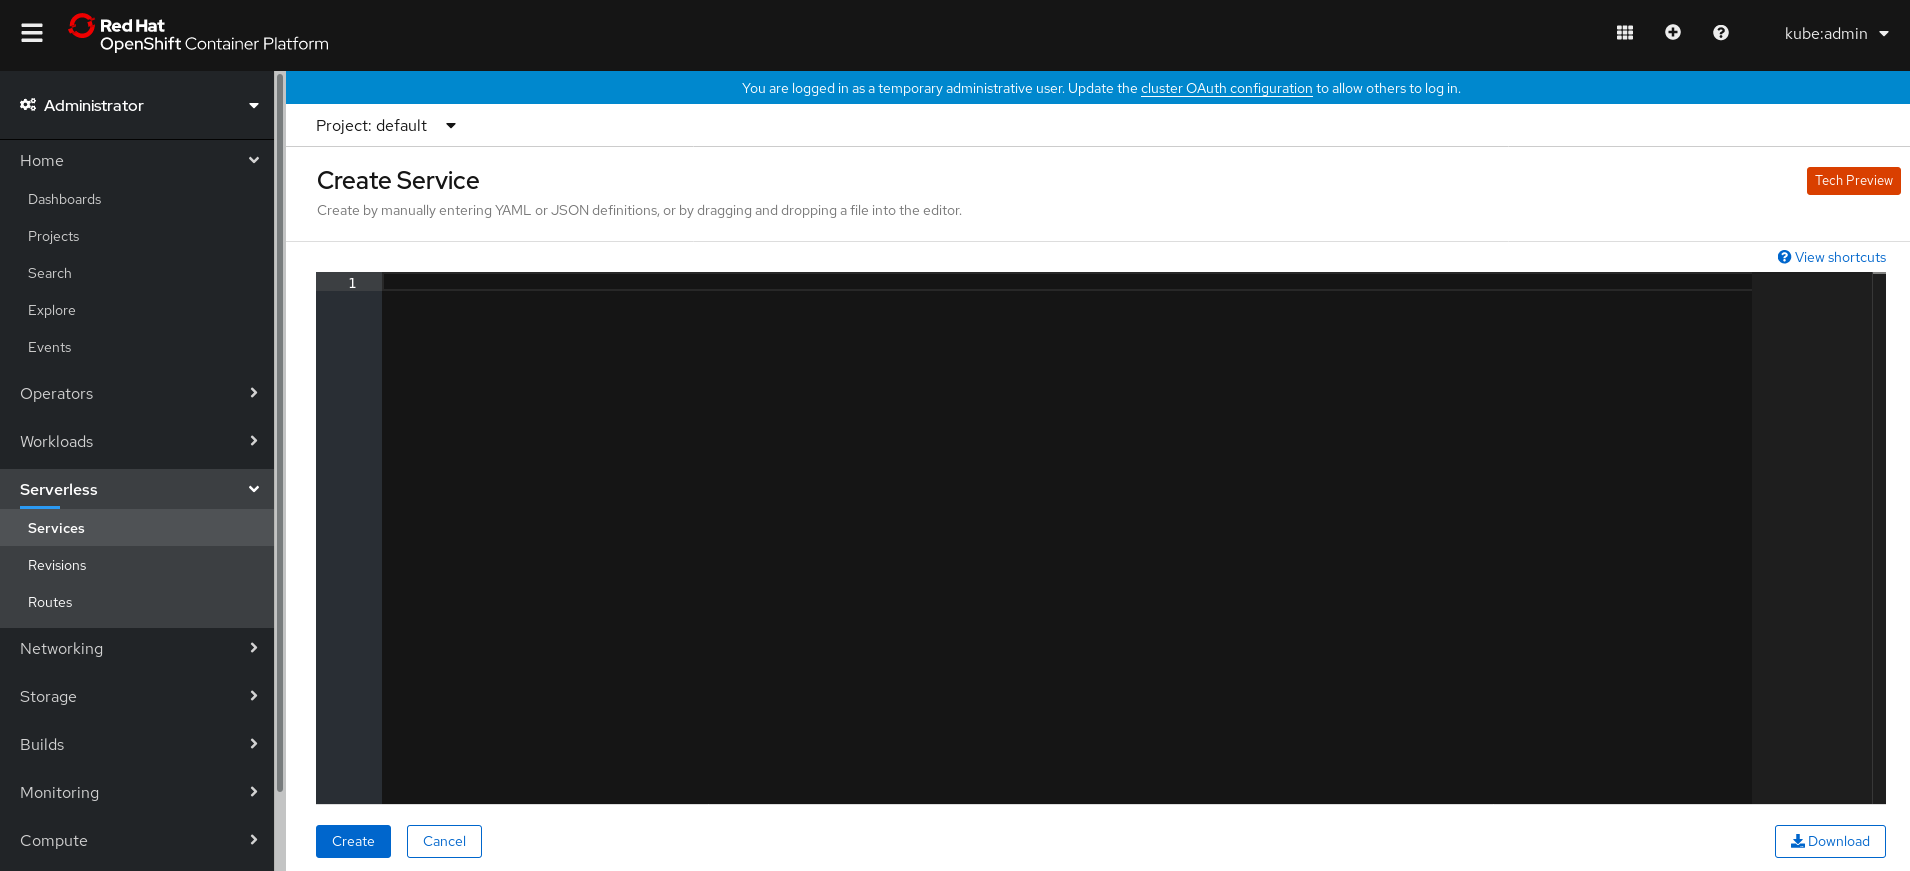 Red Hat
OpenShift Container Platform
kube:admin
Administrator
Home
Dashboards
Projects
Search
Explore
Events
Operators
Workloads
Serverless
Services
Revisions
Routes
Networking
Storage
Builds
Monitoring
Compute
You are logged in as a temporary administrative user. Update the cluster OAuth configuration to allow others to log in.
Project: default
Create Service
Tech Preview
Create by manually entering YAML or JSON definitions, or by dragging and dropping a file into the editor.
View shortcuts
1
Create
Cancel
Download